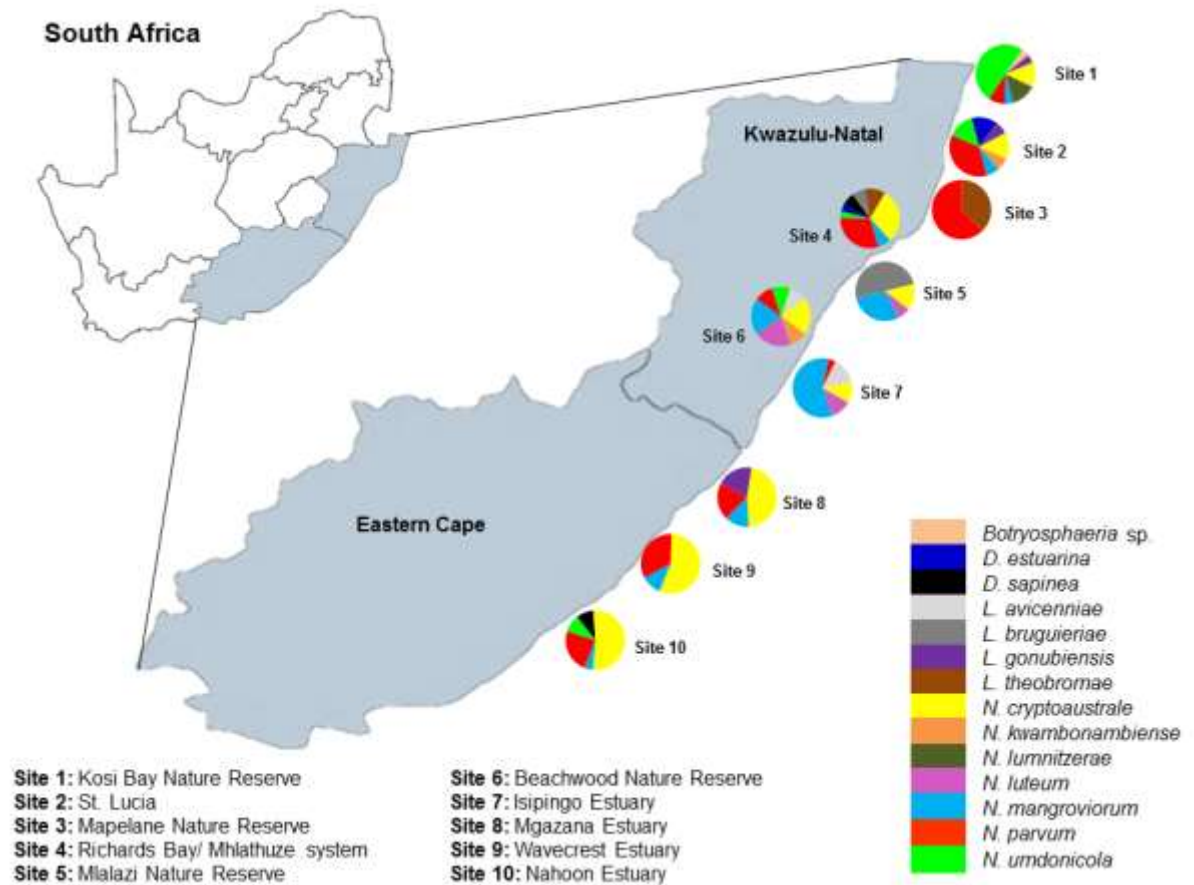 South Africa
Site 1
Kwazulu-Natal
Site 2
Site 3
Site 4
Site 5
Site 6
Site 7
Site 8
Eastern Cape
Site 9
Site 10
Botryosphaeria sp.
D. estuarina
D. sapinea
L. avicenniae
L. bruguieriae
L. gonubiensis
L. theobromae
N. cryptoaustrale
N. kwambonambiense
N. lumnitzerae
N. luteum
N. mangroviorum
N. parvum
N. umdonicola
Site 1: Kosi Bay Nature Reserve
Site 2: St. Lucia
Site 3: Mapelane Nature Reserve
Site 4: Richards Bay/ Mhlathuze system
Site 5: Mlalazi Nature Reserve
Site 6: Beachwood Nature Reserve
Site 7: Isipingo Estuary
Site 8: Mgazana Estuary
Site 9: Wavecrest Estuary
Site 10: Nahoon Estuary